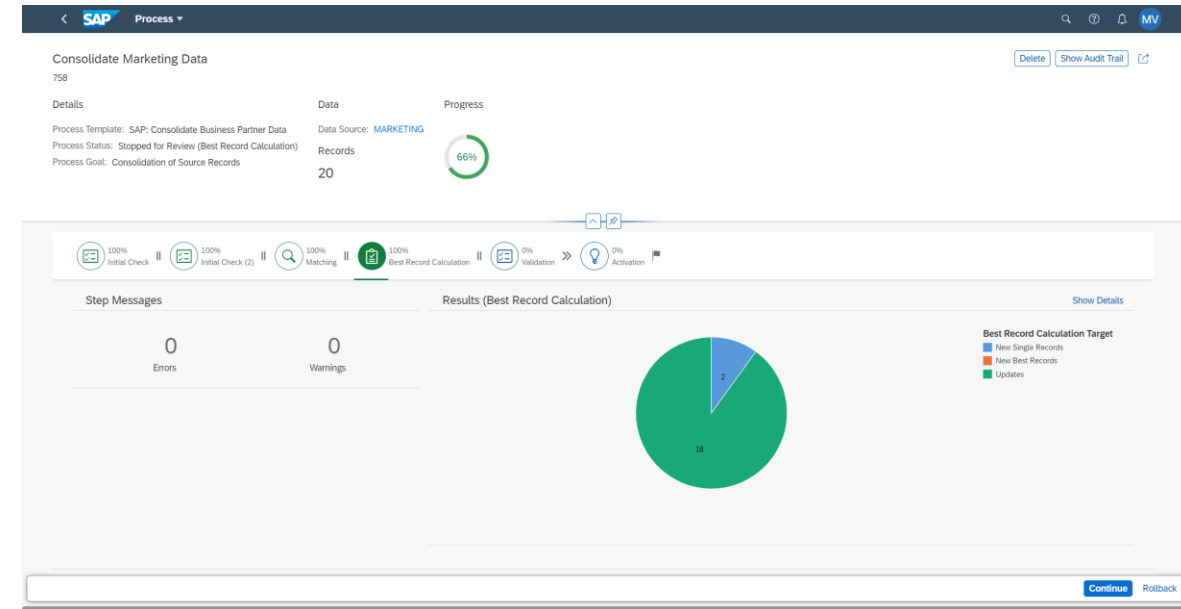 SAP Process
MV
Consolidate Marketing Data
758
Delete Show Audit Trail
Details
Data
Progress
Process Template: SAP: Consolidate Business Partner Data
Process Status: Stopped for Review (Best Record Calculation)
Process Goal: Consolidation of Source Records
Data Source: MARKETING
Records
20
66%
100%
Initial Check
100%
Initial Check (2)
100%
Matching
100%
Best Record Calculation
0%
Validation
0%
Activation
Step Messages
0
Errors
0
Warnings
Results (Best Record Calculation)
Show Details
2
18
Best Record Calculation Target
New Single Records
New Best Records
Updates
Continue Rollback